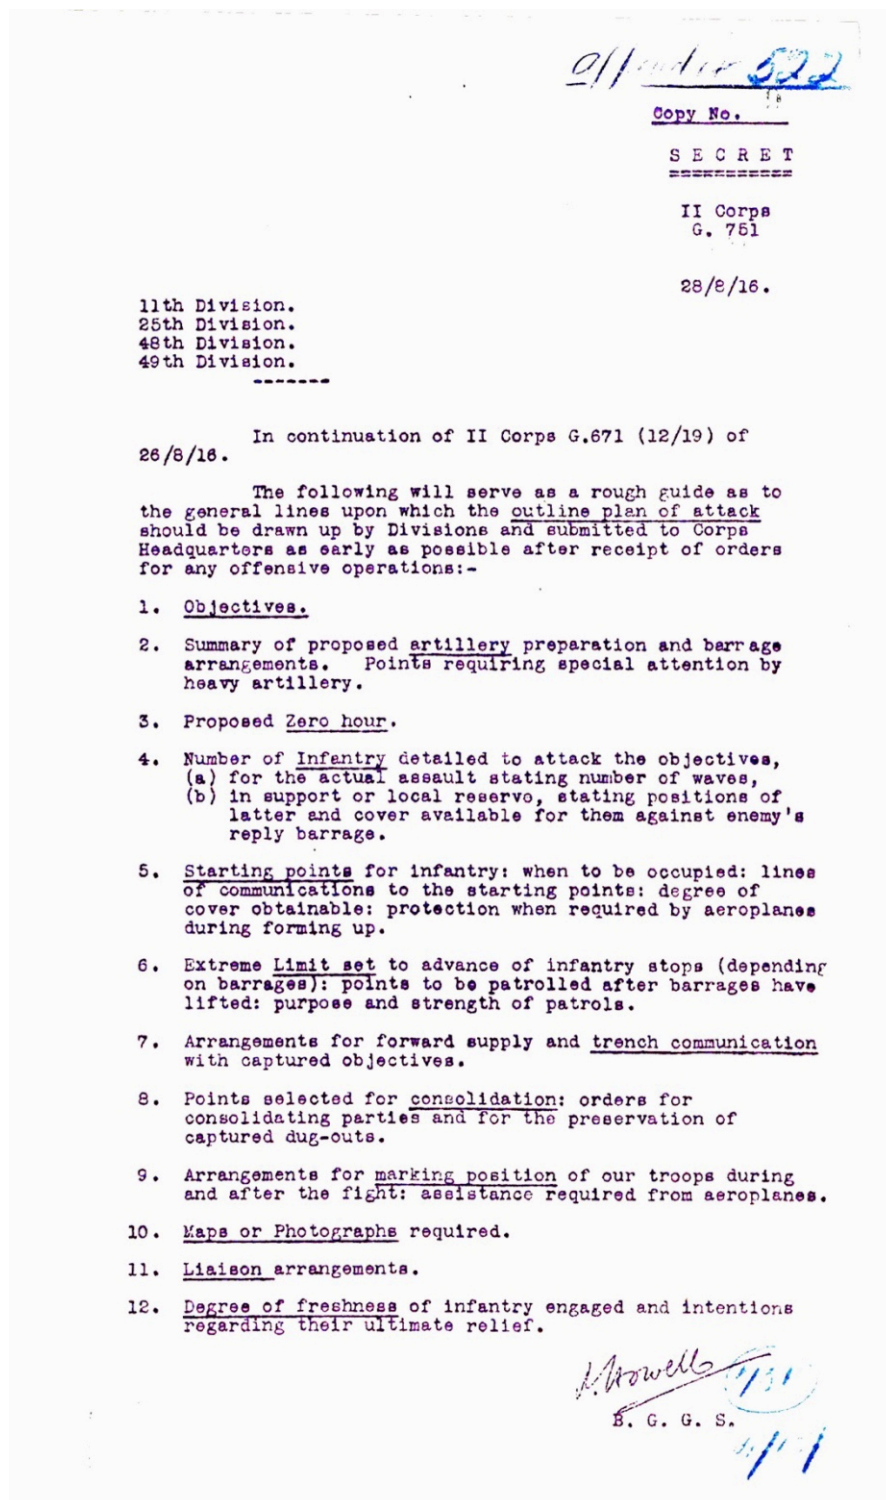 522
Copy No.
SECRET
===========
II Corps
G. 751
28/8/16.
11th Division.
25th Division.
48th Division.
49th Division.
-------
In continuation of II Corps G.671 (12/19) of
26/8/16.
The following will serve as a rough guide as to
the general lines upon which the outline plan of attack
should be drawn up by Divisions and submitted to Corps
Headquarters as early as possible after receipt of orders
for any offensive operations:-
1. Objectives.
2. Summary of proposed artillery preparation and barrage
arrangements. Points requiring special attention by
heavy artillery.
3. Proposed Zero hour.
4. Number of Infantry detailed to attack the objectives,
(a) for the actual assault stating number of waves,
(b) in support or local reserve, stating positions of
latter and cover available for them against enemy's
reply barrage.
5. Starting points for infantry: when to be occupied: lines
of communications to the starting points: degree of
cover obtainable: protection when required by aeroplanes
during forming up.
6. Extreme Limit set to advance of infantry stops (depending
on barrages): points to be patrolled after barrages have
lifted: purpose and strength of patrols.
7. Arrangements for forward supply and trench communication
with captured objectives.
8. Points selected for consolidation: orders for
consolidating parties and for the preservation of
captured dug-outs.
9. Arrangements for marking position of our troops during
and after the fight: assistance required from aeroplanes.
10. Maps or Photographs required.
11. Liaison arrangements.
12. Degree of freshness of infantry engaged and intentions
regarding their ultimate relief.
Howell
B. G. G. S.